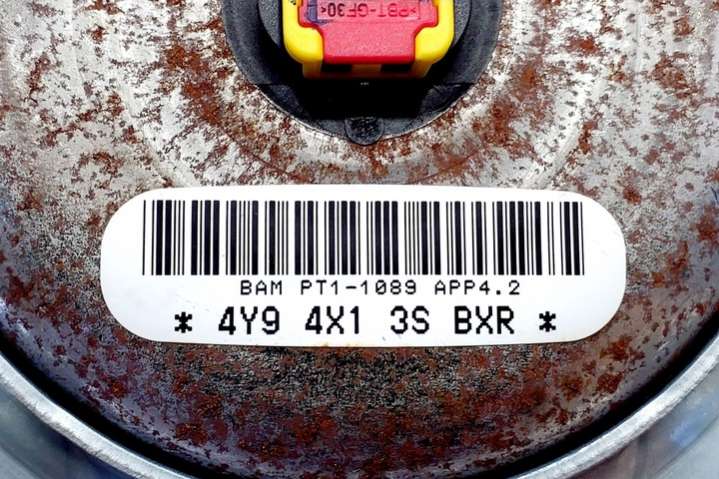 >PBT-GF30<
BAM PT1-1089 APP4.2
* 4Y9 4X1 3S BXR *